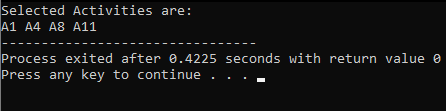 Selected Activities are:
A1 A4 A8 A11
--------------------------------
Process exited after 0.4225 seconds with return value 0
Press any key to continue . . .